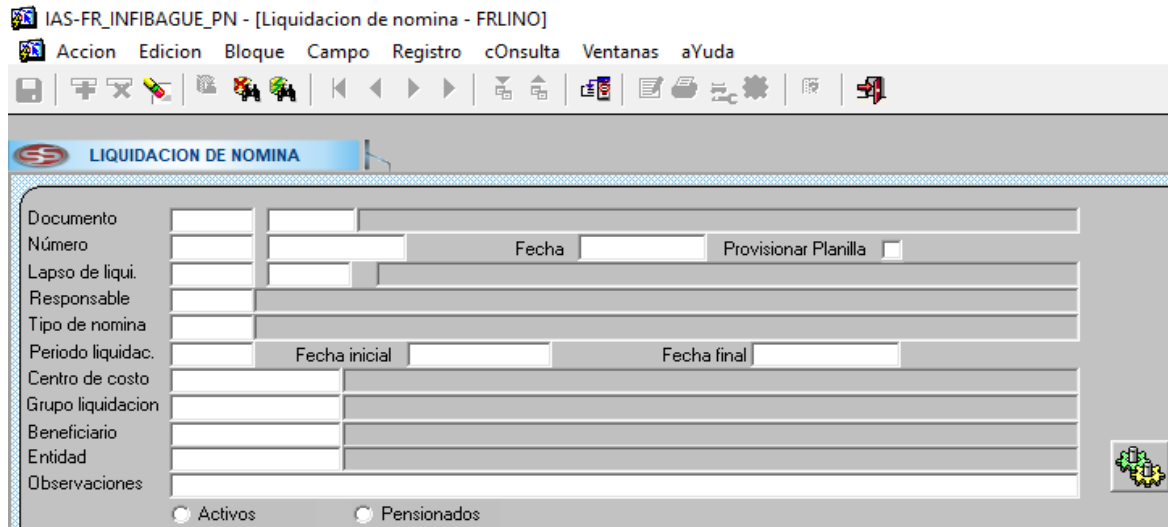 IAS-FR_INFIBAGUE_PN - [Liquidacion de nomina - FRLINO]
Accion Edicion Bloque Campo Registro cOnsulta Ventanas aYuda
LIQUIDACION DE NOMINA
Documento
Número Fecha Provisionar Planilla
Lapso de liqui.
Responsable
Tipo de nomina
Periodo liquidac. Fecha inicial Fecha final
Centro de costo
Grupo liquidacion
Beneficiario
Entidad
Observaciones
Activos Pensionados